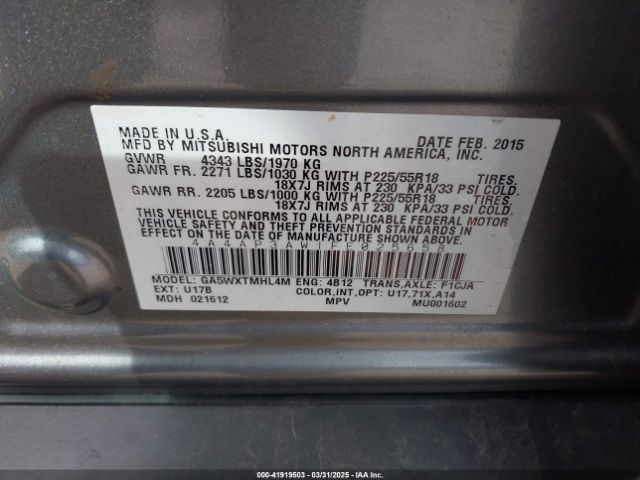 MADE IN U.S.A. DATE FEB. 2015
MFD BY MITSUBISHI MOTORS NORTH AMERICA, INC.
GVWR 4343 LBS/1970 KG
GAWR FR. 2271 LBS/1030 KG WITH P225/55R18 TIRES,
18X7J RIMS AT 230 KPA/33 PSI COLD.
GAWR RR. 2205 LBS/1000 KG WITH P225/55R18 TIRES,
18X7J RIMS AT 230 KPA/33 PSI COLD.
THIS VEHICLE CONFORMS TO ALL APPLICABLE FEDERAL MOTOR
VEHICLE SAFETY AND THEFT PREVENTION STANDARDS IN
EFFECT ON THE DATE OF MANUFACTURE SHOWN ABOVE.
MODEL: GA5WXTMHL4M ENG: 4B12 TRANS,AXLE: F1CJA
EXT: U17B COLOR,INT,OPT: U17,71X,A14
MDH 021612 MPV MU001602
000-41919503 - 03/31/2025 - IAAI.COM